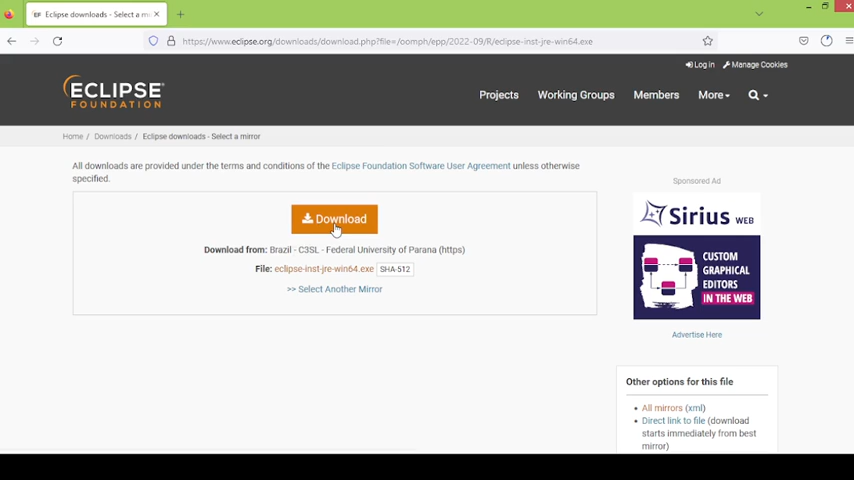 Eclipse downloads - Select a mi
https://www.eclipse.org/downloads/download.php?file=/oomph/epp/2022-09/R/eclipse-inst-jre-win64.exe
Log in Manage Cookies
ECLIPSE
FOUNDATION
Projects Working Groups Members More
Home / Downloads / Eclipse downloads - Select a mirror
All downloads are provided under the terms and conditions of the Eclipse Foundation Software User Agreement unless otherwise
specified.
Download
Download from: Brazil - C3SL - Federal University of Parana (https)
File: eclipse-inst-jre-win64.exe SHA-512
>> Select Another Mirror
Sponsored Ad
Sirius WEB
CUSTOM
GRAPHICAL
EDITORS
IN THE WEB
Advertise Here
Other options for this file
All mirrors (xml)
Direct link to file (download
starts immediately from best
mirror)